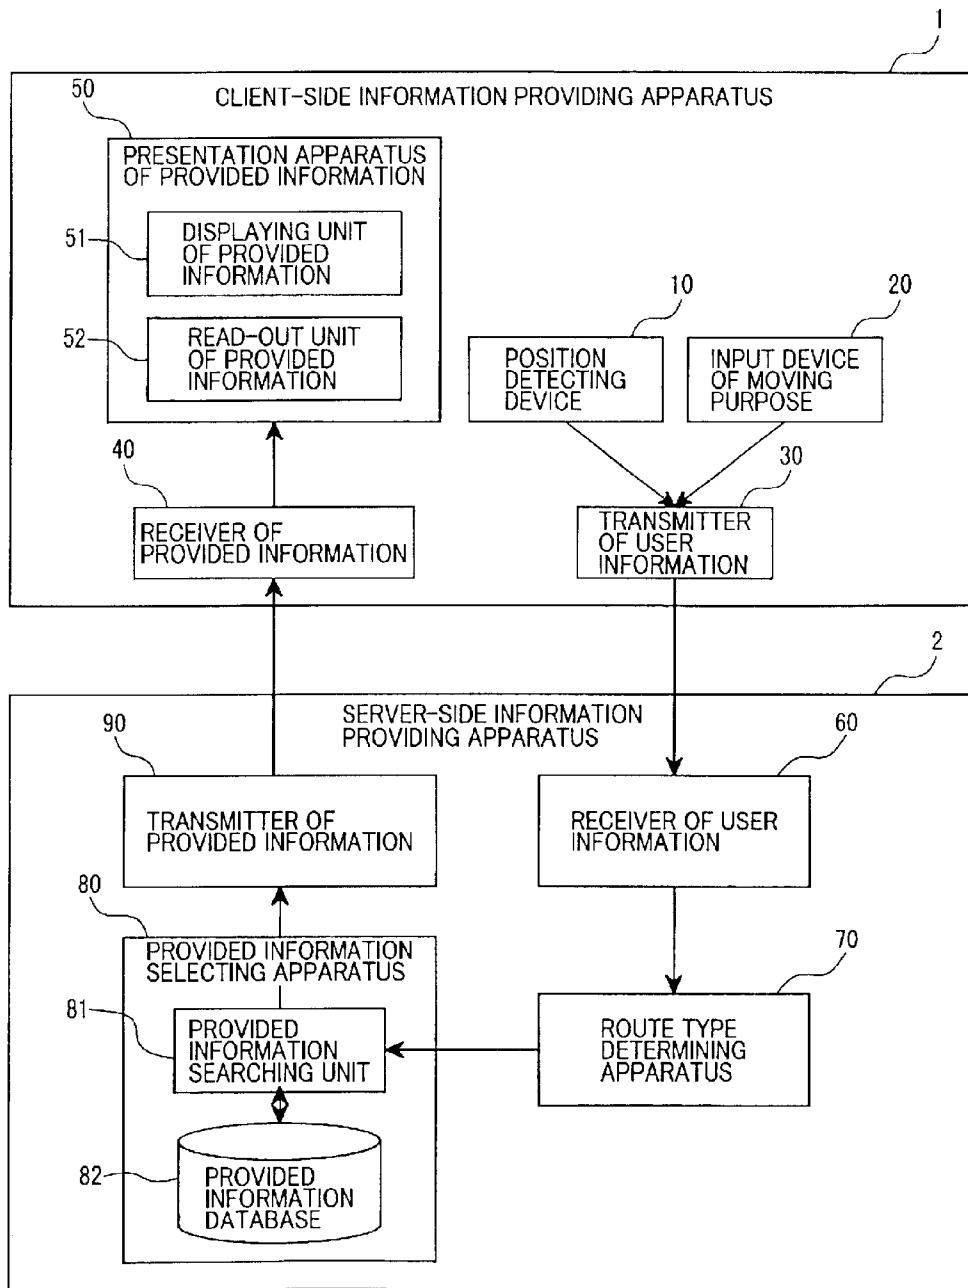 1
CLIENT-SIDE INFORMATION PROVIDING APPARATUS
50
PRESENTATION APPARATUS
OF PROVIDED INFORMATION
51
DISPLAYING UNIT
OF PROVIDED
INFORMATION
52
READ-OUT UNIT
OF PROVIDED
INFORMATION
10
POSITION
DETECTING
DEVICE
20
INPUT DEVICE
OF MOVING
PURPOSE
40
RECEIVER OF
PROVIDED INFORMATION
30
TRANSMITTER
OF USER
INFORMATION
2
SERVER-SIDE INFORMATION
PROVIDING APPARATUS
90
TRANSMITTER OF
PROVIDED INFORMATION
60
RECEIVER OF USER
INFORMATION
80
PROVIDED INFORMATION
SELECTING APPARATUS
81
PROVIDED
INFORMATION
SEARCHING UNIT
70
ROUTE TYPE
DETERMINING
APPARATUS
82
PROVIDED
INFORMATION
DATABASE